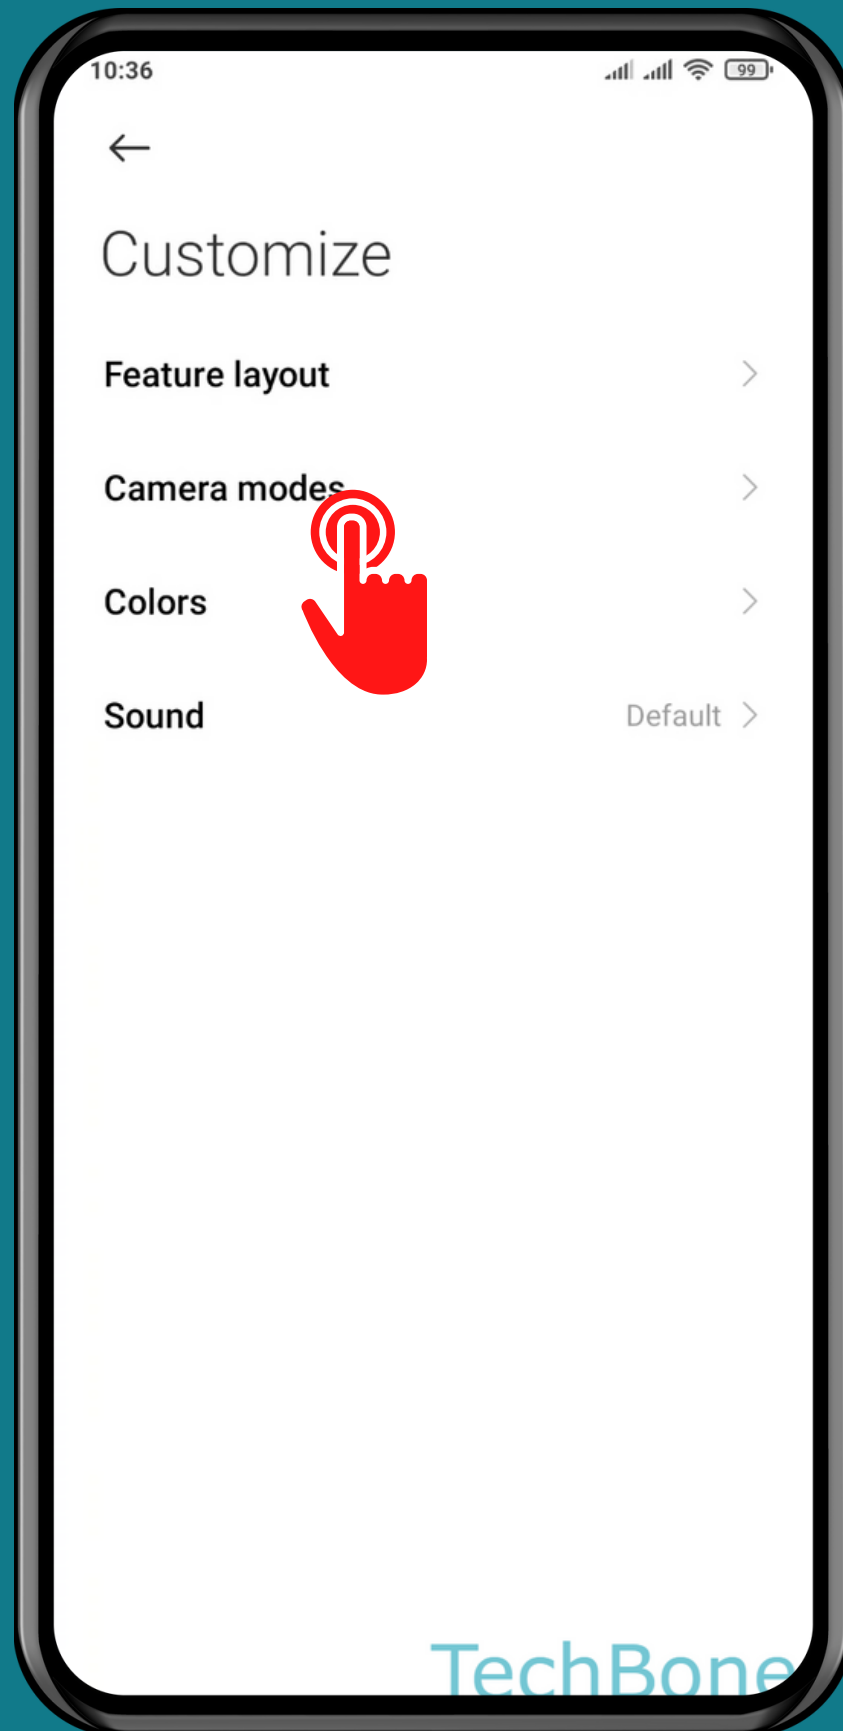 10:36 99
Customize
Feature layout
Camera modes
Colors
Sound Default
TechBone